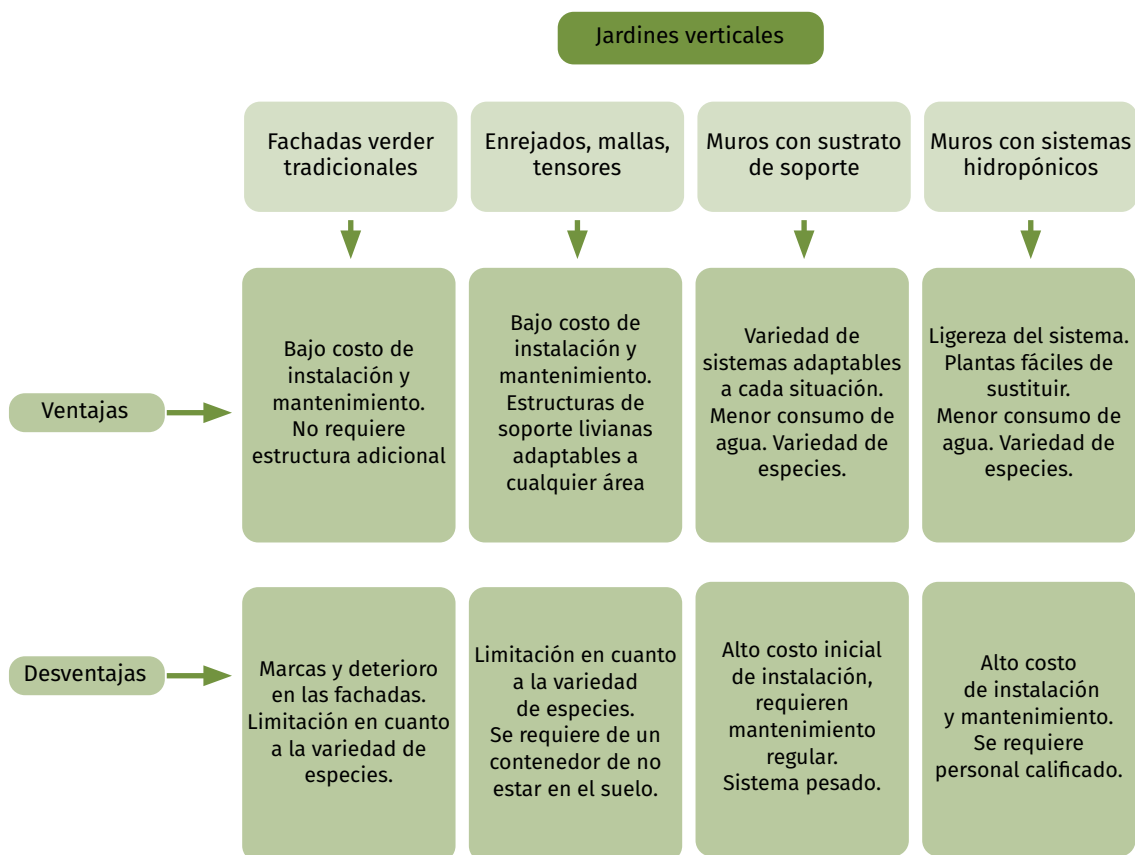 Jardines verticales
Fachadas verder
tradicionales
Enrejados, mallas,
tensores
Muros con sustrato
de soporte
Muros con sistemas
hidropónicos
Ventajas
Bajo costo de
instalación y
mantenimiento.
No requiere
estructura adicional
Bajo costo de
instalación y
mantenimiento.
Estructuras de
soporte livianas
adaptables a
cualquier área
Variedad de
sistemas adaptables
a cada situación.
Menor consumo de
agua. Variedad de
especies.
Ligereza del sistema.
Plantas fáciles de
sustituir.
Menor consumo de
agua. Variedad de
especies.
Desventajas
Marcas y deterioro
en las fachadas.
Limitación en cuanto
a la variedad de
especies.
Limitación en cuanto
a la variedad
de especies.
Se requiere de un
contenedor de no
estar en el suelo.
Alto costo inicial
de instalación,
requieren
mantenimiento
regular.
Sistema pesado.
Alto costo
de instalación
y mantenimiento.
Se requiere
personal calificado.